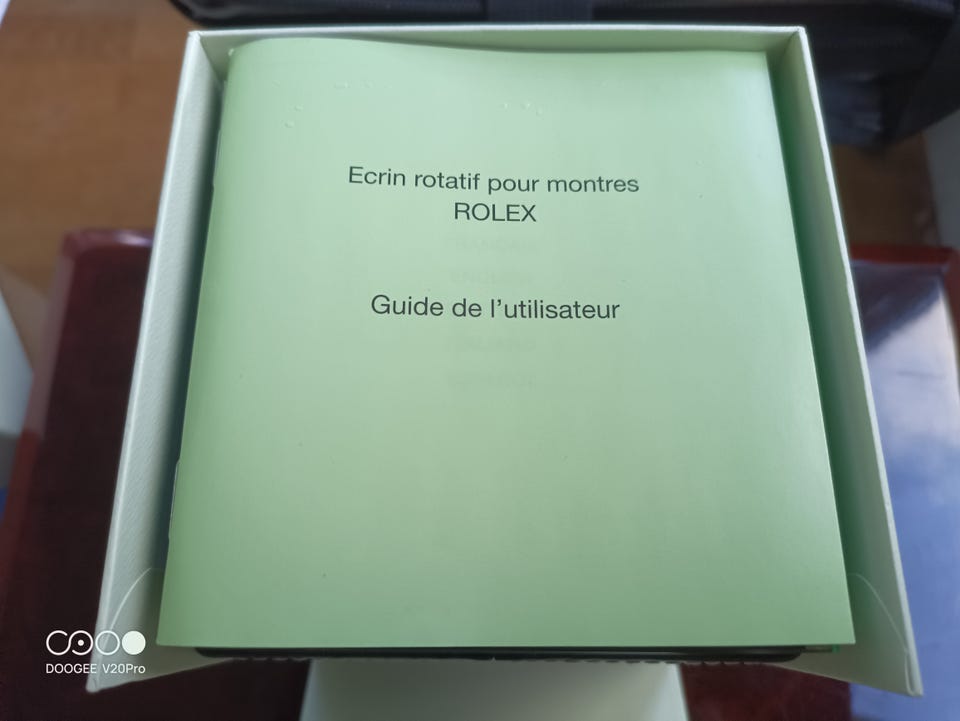 Ecrin rotatif pour montres
ROLEX
Guide de l'utilisateur
DOOGEE V20Pro